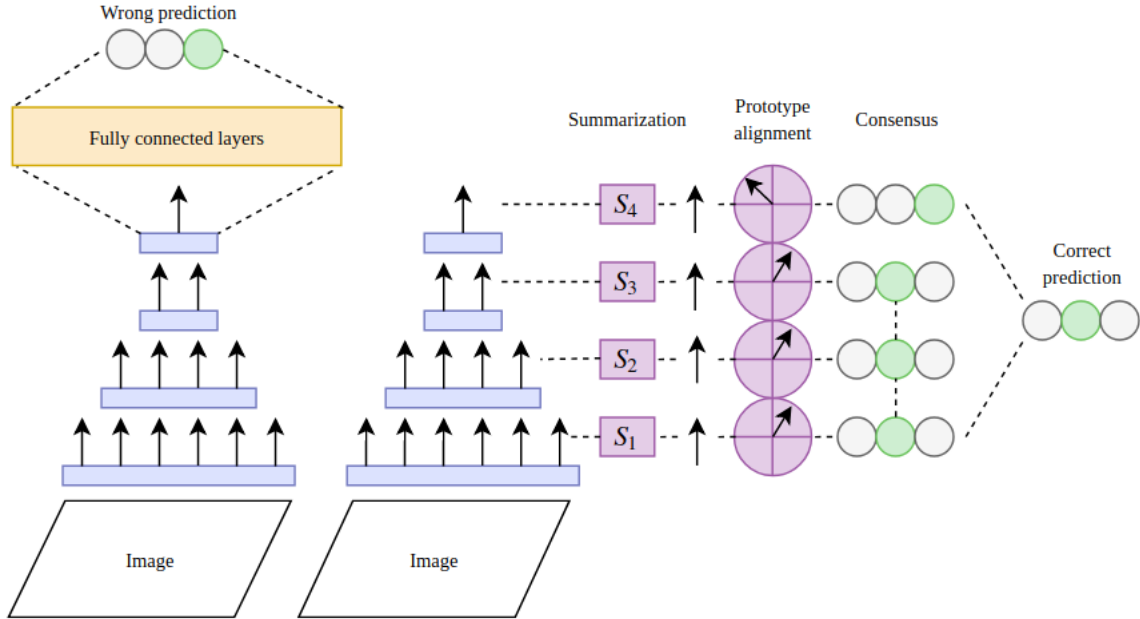 Wrong prediction
Fully connected layers
Image
Image
Summarization
Prototype
alignment
Consensus
S4
S3
S2
S1
Correct
prediction